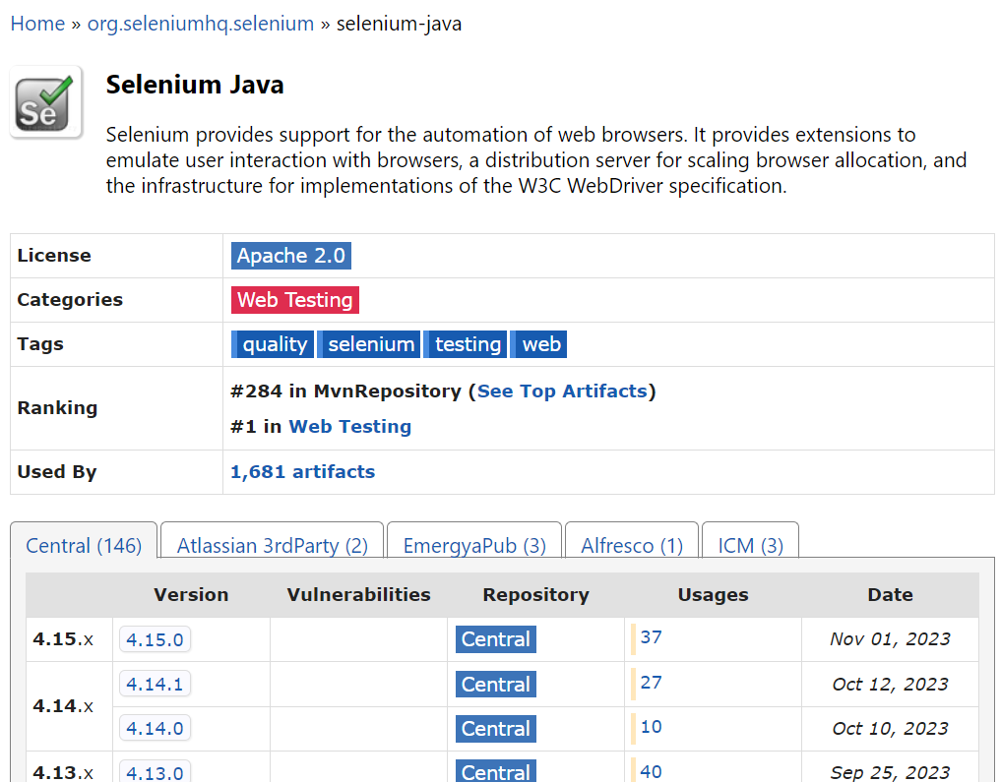 Home » org.seleniumhq.selenium » selenium-java
Se
Selenium Java
Selenium provides support for the automation of web browsers. It provides extensions to
emulate user interaction with browsers, a distribution server for scaling browser allocation, and
the infrastructure for implementations of the W3C WebDriver specification.
License Apache 2.0
Categories Web Testing
Tags quality selenium testing web
Ranking #284 in MvnRepository (See Top Artifacts)
#1 in Web Testing
Used By 1,681 artifacts
Central (146) Atlassian 3rdParty (2) EmergyaPub (3) Alfresco (1) ICM (3)
Version Vulnerabilities Repository Usages Date
4.15.x 4.15.0 Central 37 Nov 01, 2023
4.14.x 4.14.1 Central 27 Oct 12, 2023
4.14.0 Central 10 Oct 10, 2023
4.13.x 4.13.0 Central 40 Sep 25, 2023